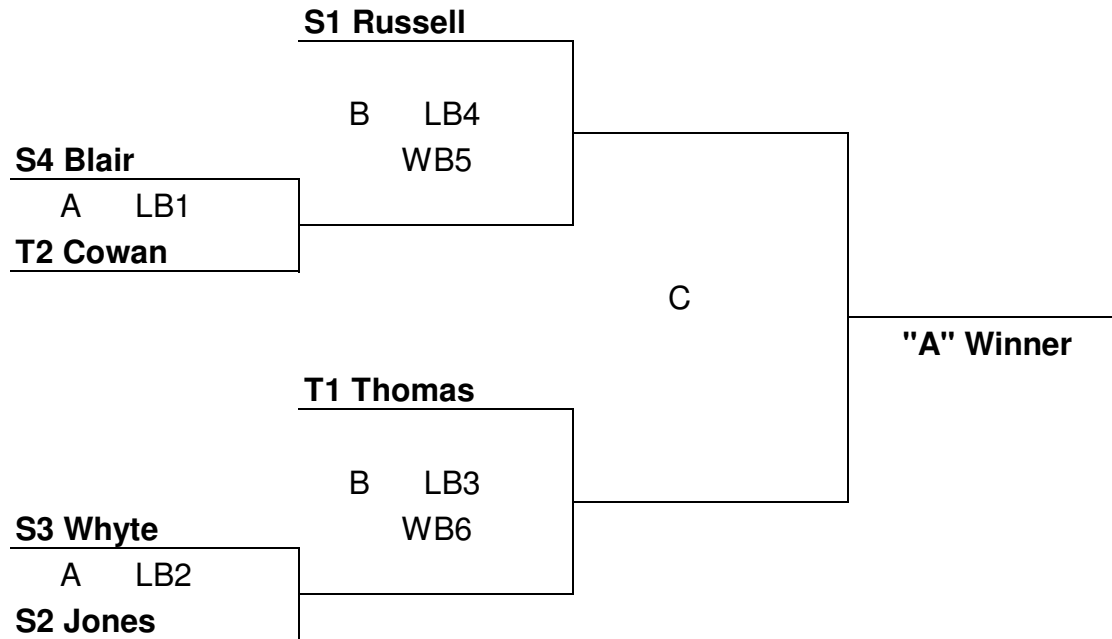 S1 Russell
B LB4
S4 Blair
WB5
A LB1
T2 Cowan
C
"A" Winner
T1 Thomas
B LB3
S3 Whyte
WB6
A LB2
S2 Jones